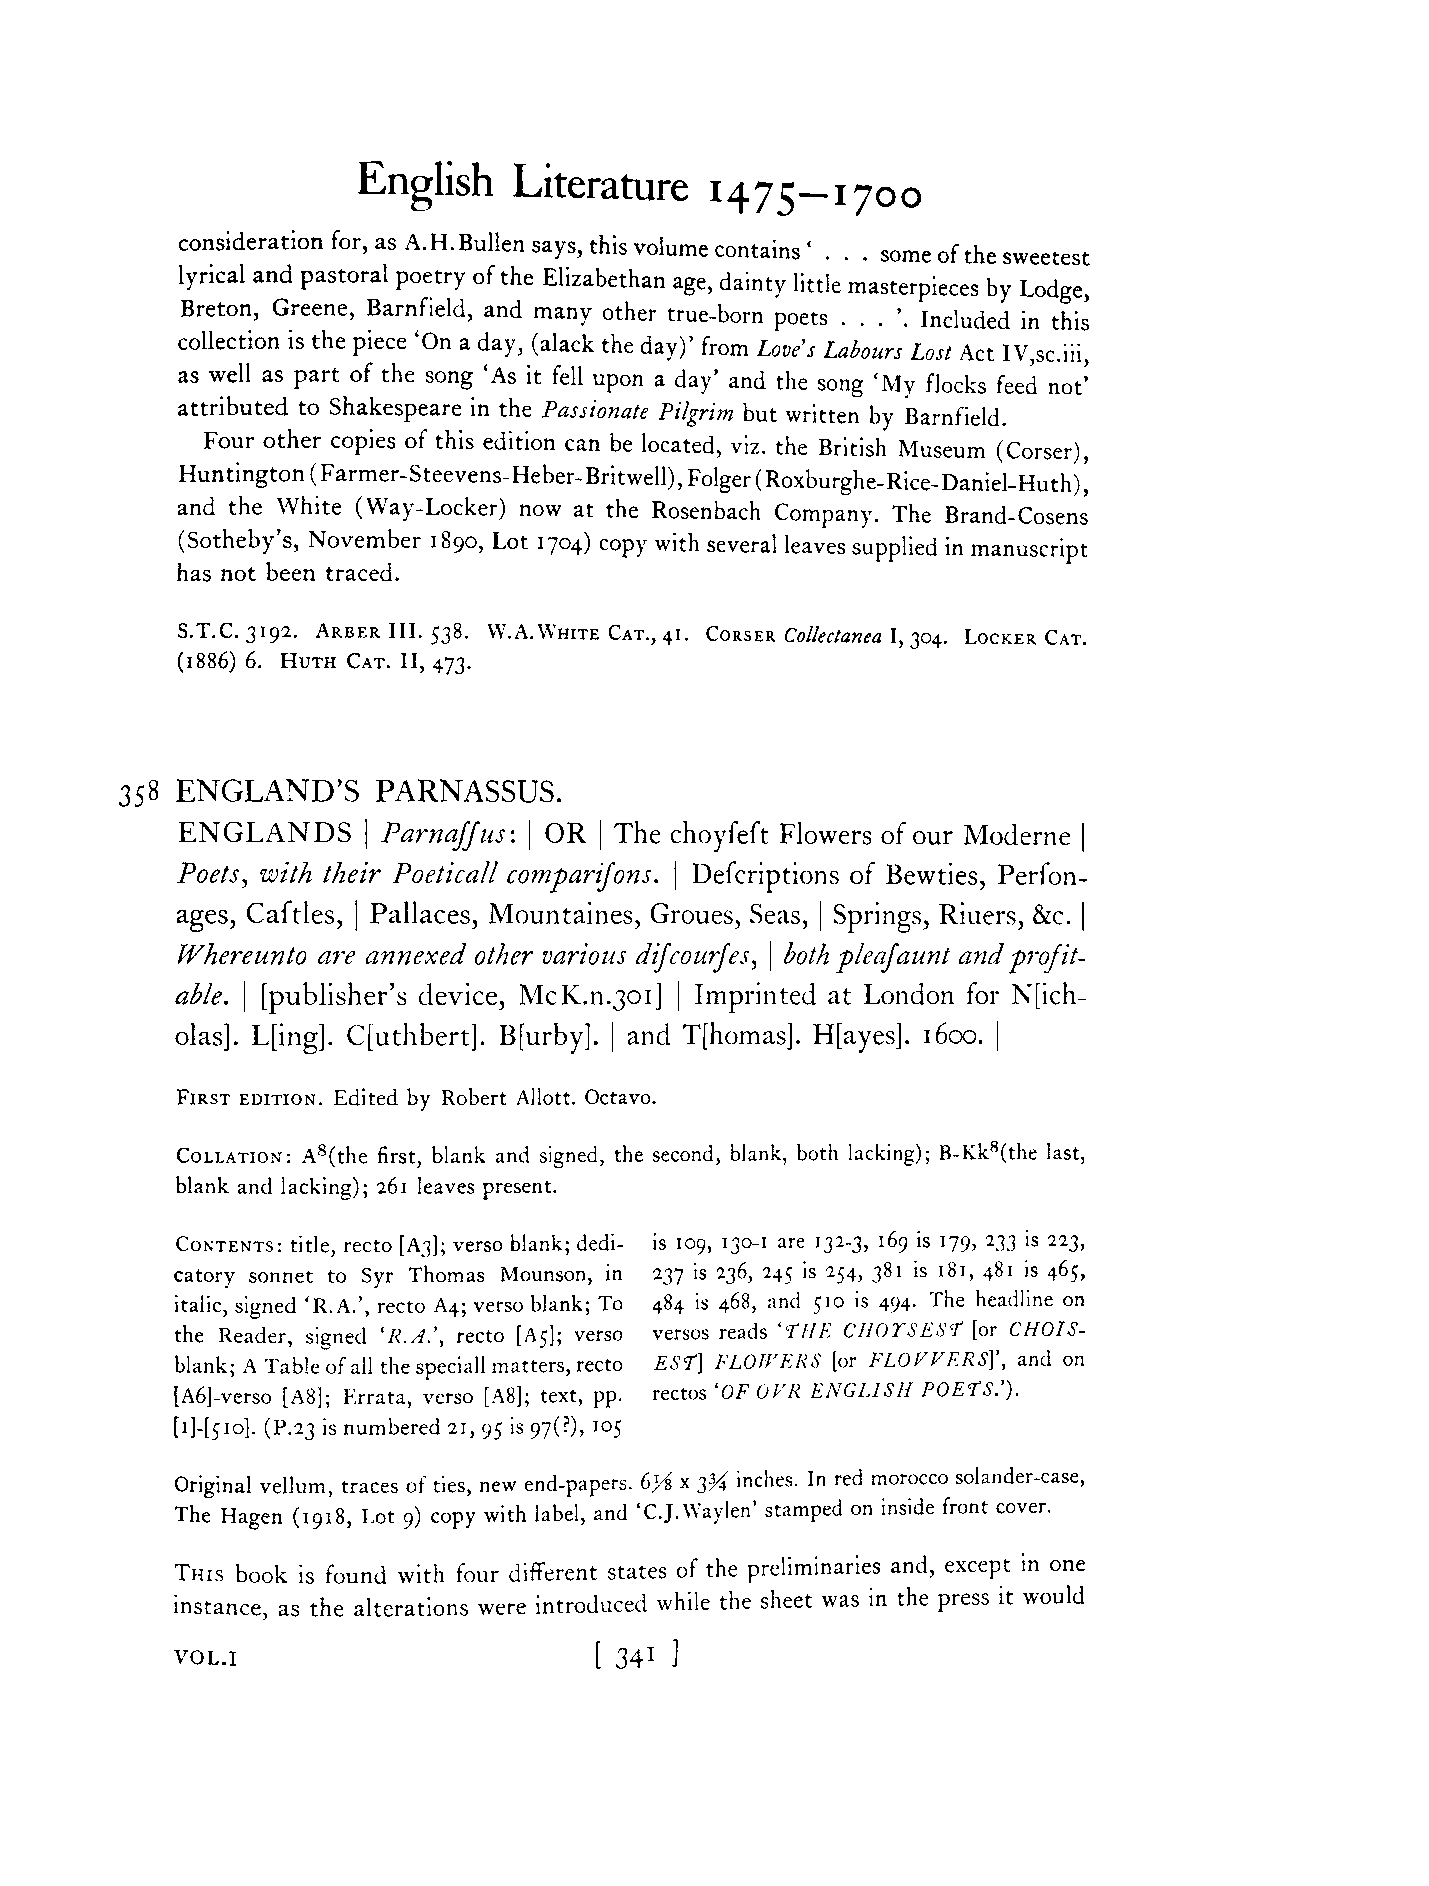 English Literature 1475–1700
consideration for, as A.H.Bullen says, this volume contains ‘ . . . some of the sweetest
lyrical and pastoral poetry of the Elizabethan age, dainty little masterpieces by Lodge,
Breton, Greene, Barnfield, and many other true-born poets . . . ’. Included in this
collection is the piece ‘On a day, (alack the day)’ from Love’s Labours Lost Act IV,sc.iii,
as well as part of the song ‘As it fell upon a day’ and the song ‘My flocks feed not’
attributed to Shakespeare in the Passionate Pilgrim but written by Barnfield.
Four other copies of this edition can be located, viz. the British Museum (Corser),
Huntington (Farmer-Steevens-Heber-Britwell), Folger (Roxburghe-Rice-Daniel-Huth),
and the White (Way-Locker) now at the Rosenbach Company. The Brand-Cosens
(Sotheby’s, November 1890, Lot 1704) copy with several leaves supplied in manuscript
has not been traced.
S.T.C. 3192. ARBER III. 538. W.A.WHITE CAT., 41. CORSER Collectanea I, 304. LOCKER CAT.
(1886) 6. HUTH CAT. II, 473.
358 ENGLAND’S PARNASSUS.
ENGLANDS | Parnaſſus: | OR | The choyſeſt Flowers of our Moderne |
Poets, with their Poeticall compariſons. | Deſcriptions of Bewties, Perſon-
ages, Caſtles, | Pallaces, Mountaines, Groues, Seas, | Springs, Riuers, &c. |
Whereunto are annexed other various diſcourſes, | both pleaſaunt and profit-
able. | [publisher’s device, McK.n.301] | Imprinted at London for N[ich-
olas]. L[ing]. C[uthbert]. B[urby]. | and T[homas]. H[ayes]. 1600. |
FIRST EDITION. Edited by Robert Allott. Octavo.
COLLATION: A⁸(the first, blank and signed, the second, blank, both lacking); B-Kk⁸(the last,
blank and lacking); 261 leaves present.
CONTENTS: title, recto [A3]; verso blank; dedi-
catory sonnet to Syr Thomas Mounson, in
italic, signed ‘R.A.’, recto A4; verso blank; To
the Reader, signed ‘R.A.’, recto [A5]; verso
blank; A Table of all the speciall matters, recto
[A6]-verso [A8]; Errata, verso [A8]; text, pp.
[1]-[510]. (P.23 is numbered 21, 95 is 97(?), 105
is 109, 130-1 are 132-3, 169 is 179, 233 is 223,
237 is 236, 245 is 254, 381 is 181, 481 is 465,
484 is 468, and 510 is 494. The headline on
versos reads ‘THE CHOYSEST [or CHOIS-
EST] FLOWERS [or FLOVVERS]’, and on
rectos ‘OF OVR ENGLISH POETS.’).
Original vellum, traces of ties, new end-papers. 6⅛ x 3¾ inches. In red morocco solander-case,
The Hagen (1918, Lot 9) copy with label, and ‘C.J.Waylen’ stamped on inside front cover.
THIS book is found with four different states of the preliminaries and, except in one
instance, as the alterations were introduced while the sheet was in the press it would
VOL.I [ 341 ]